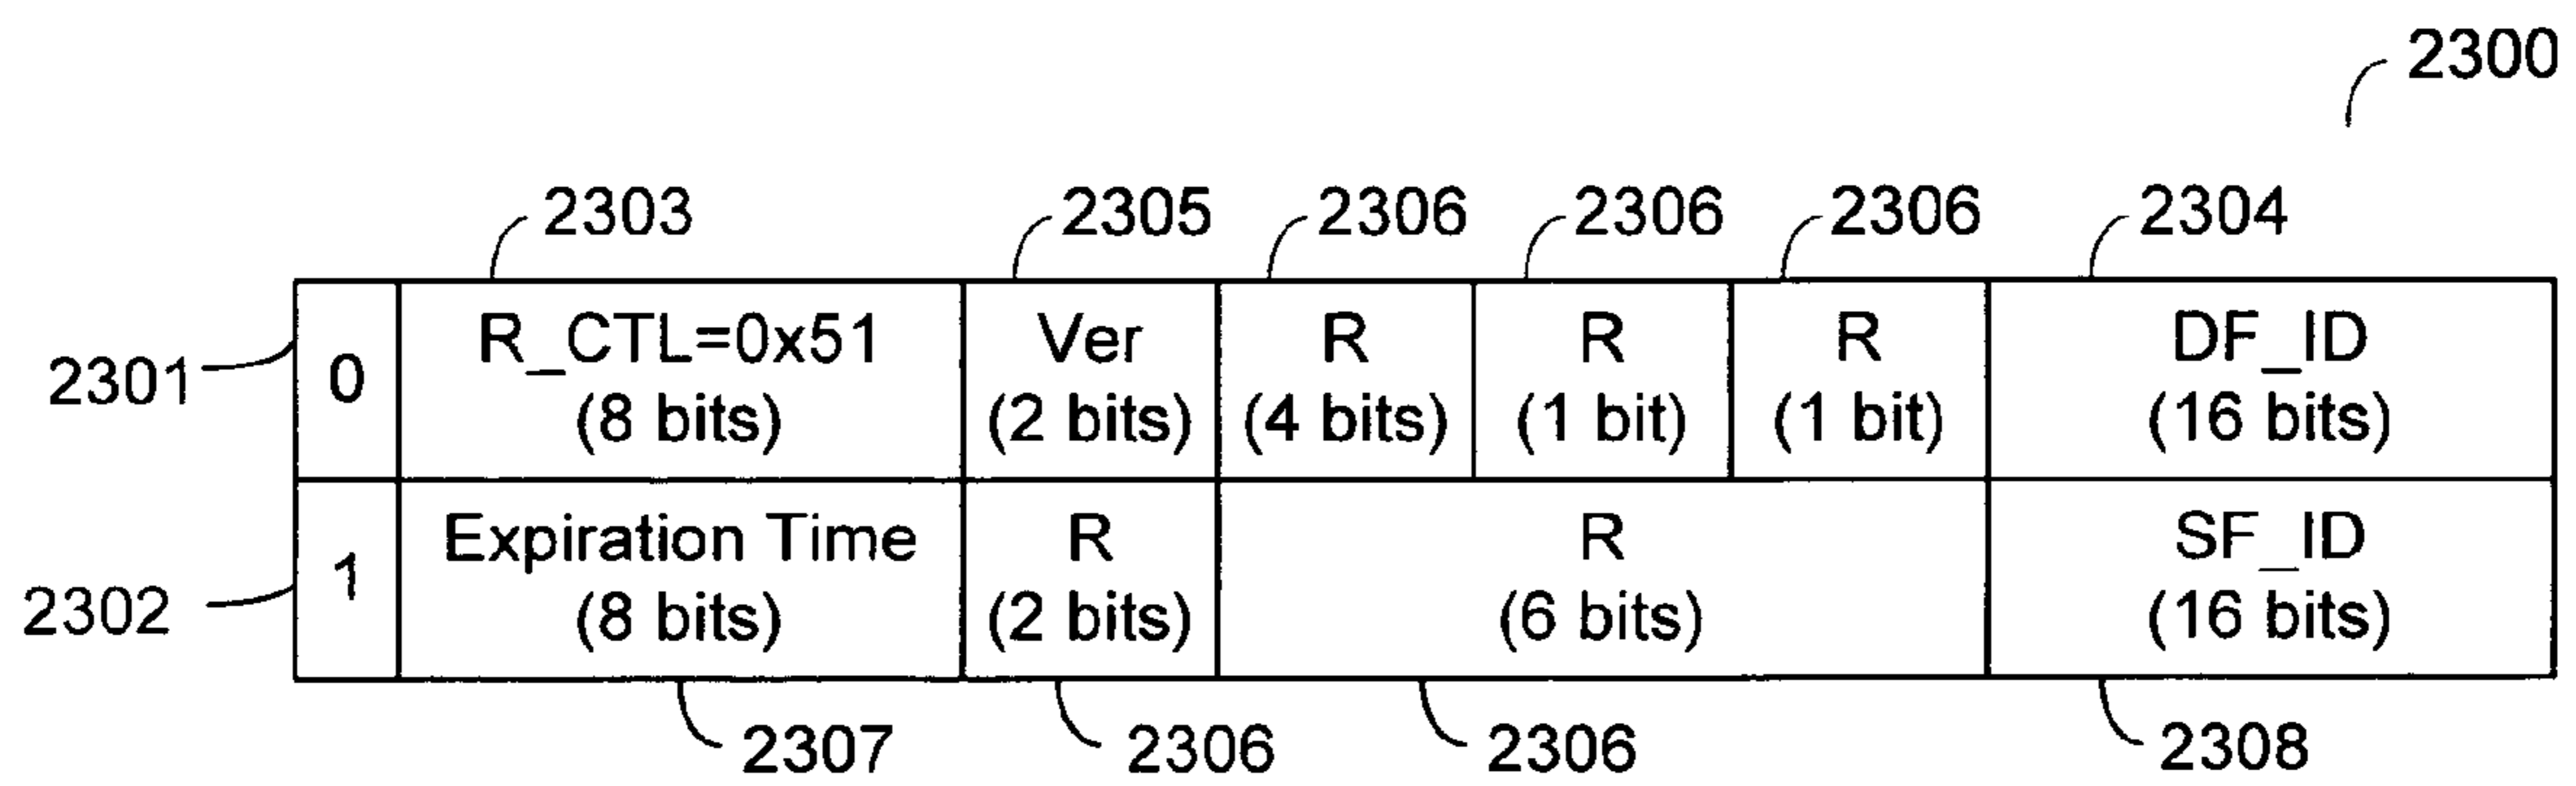 2300
2303 2305 2306 2306 2306 2304
2301 0 R_CTL=0x51 Ver R R R DF_ID
(8 bits) (2 bits) (4 bits) (1 bit) (1 bit) (16 bits)
2302 1 Expiration Time R R SF_ID
(8 bits) (2 bits) (6 bits) (16 bits)
2307 2306 2306 2308